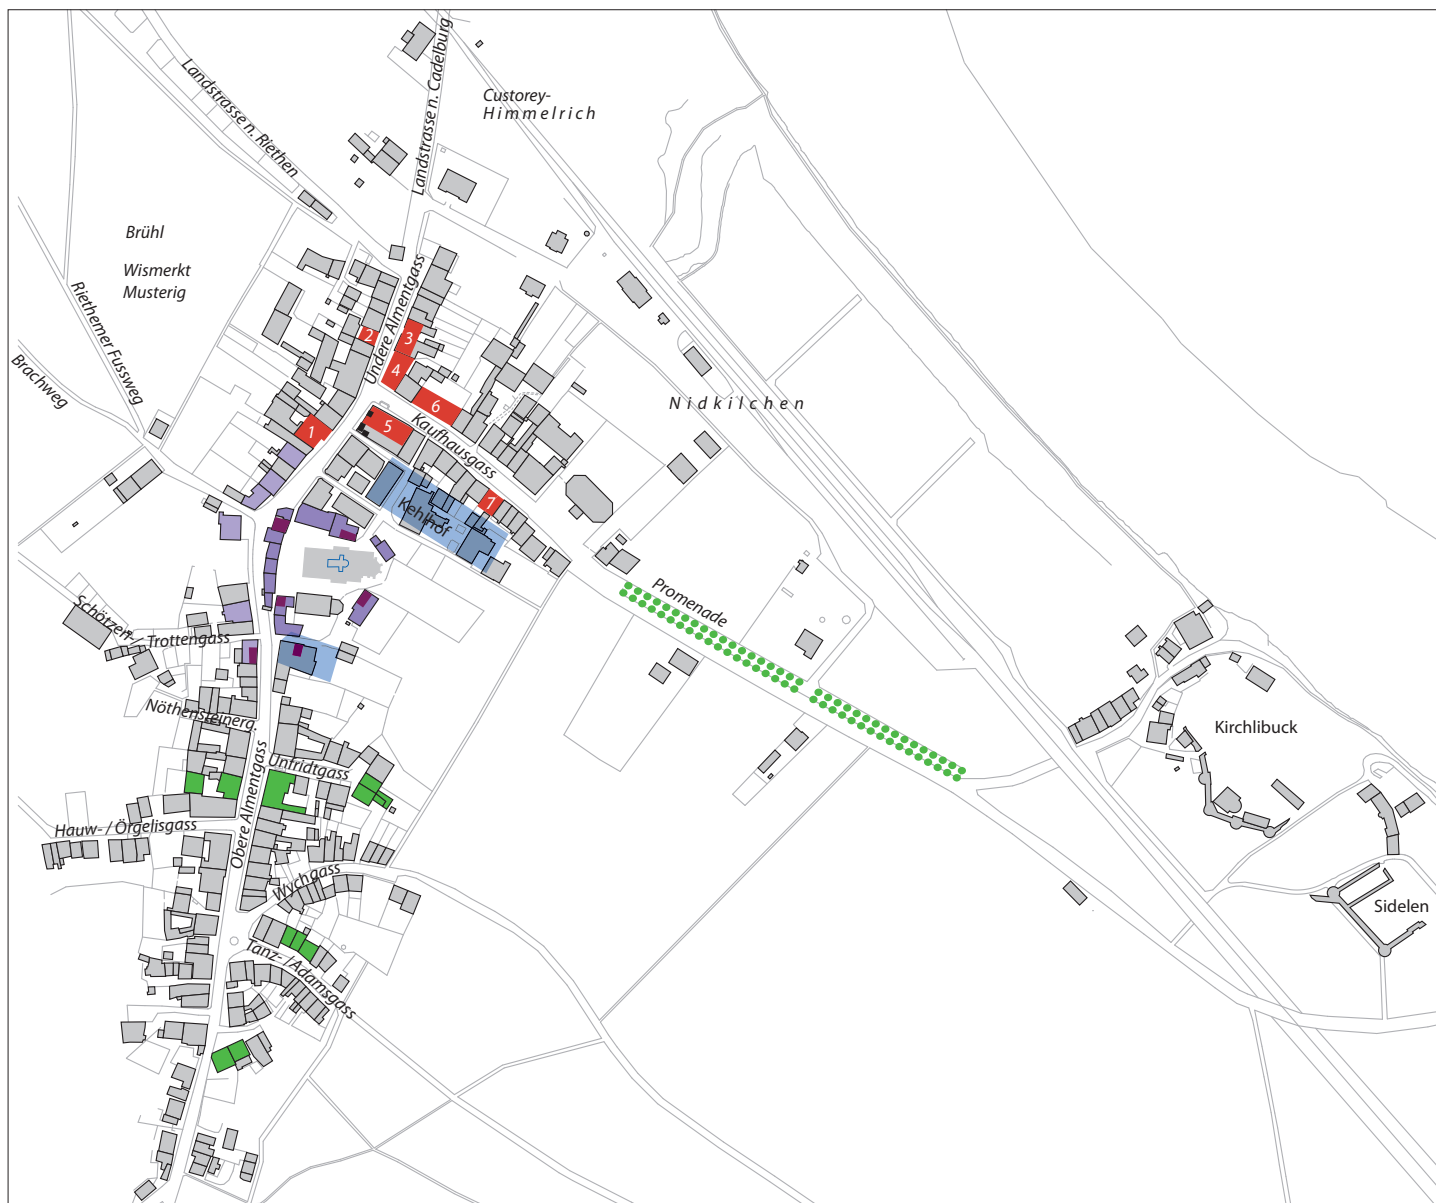 Landstrasse n. Riethen
Landstrasse n. Cadelburg
Custorey-
Himmelrich
Brühl
Wismerkt
Musterig
Riethemer Fussweg
Brachweg
Undere Almentgass
2
3
4
6
5
1
7
Kaufhausgass
Nidkilchen
Kehlhof
Promenade
Schötzen- / Trottengass
Nöthensteinerg.
Unfridtgass
Obere Almentgass
Hauw- / Örgelisgass
Wychgass
Tanz- /Adamsgass
Kirchlibuck
Sidelen